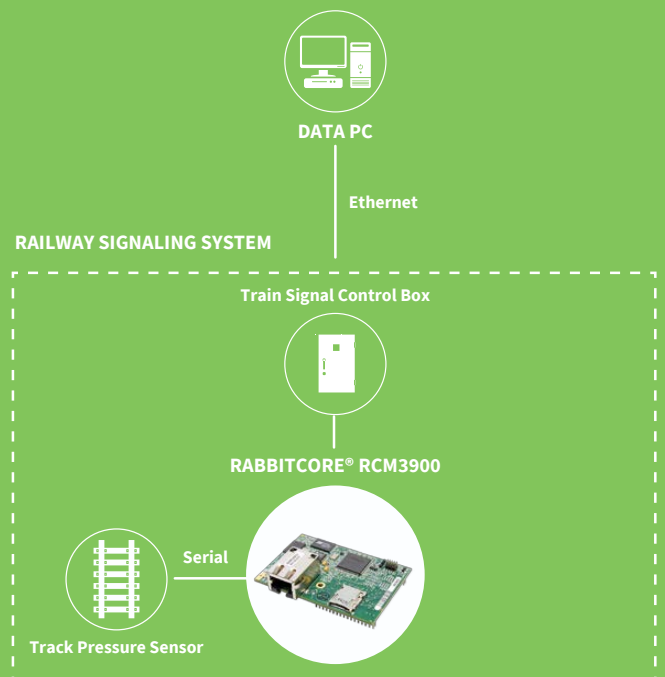 DATA PC
Ethernet
RAILWAY SIGNALING SYSTEM
Train Signal Control Box
RABBITCORE® RCM3900
Serial
Track Pressure Sensor